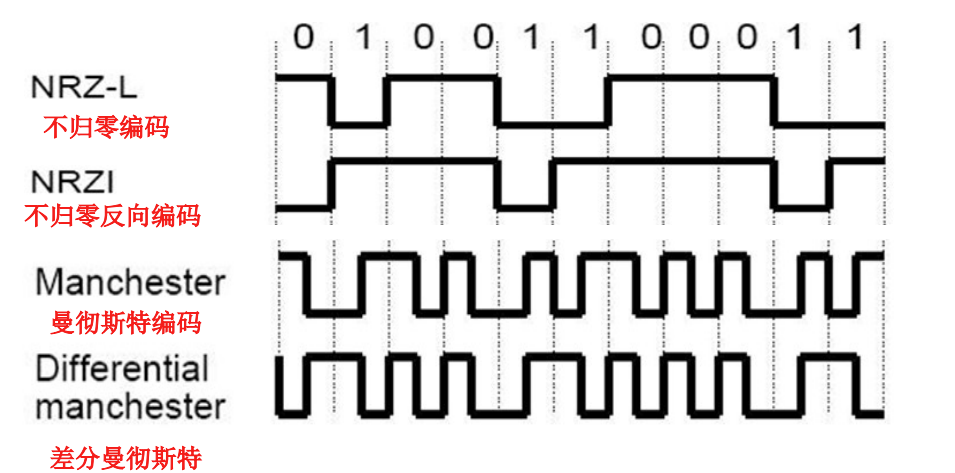 0 1 0 0 1 1 0 0 0 1 1
NRZ-L
不归零编码
NRZI
不归零反向编码
Manchester
曼彻斯特编码
Differential
manchester
差分曼彻斯特